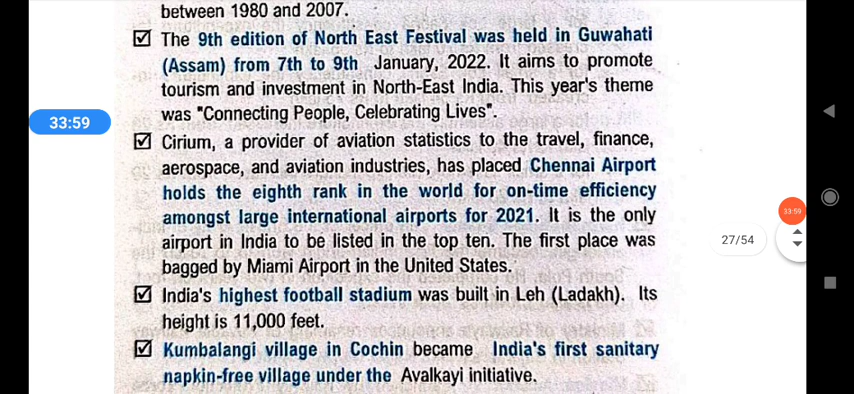 between 1980 and 2007.
The 9th edition of North East Festival was held in Guwahati
(Assam) from 7th to 9th January, 2022. It aims to promote
tourism and investment in North-East India. This year's theme
was "Connecting People, Celebrating Lives".
33:59
Cirium, a provider of aviation statistics to the travel, finance,
aerospace, and aviation industries, has placed Chennai Airport
holds the eighth rank in the world for on-time efficiency
amongst large international airports for 2021. It is the only
airport in India to be listed in the top ten. The first place was
bagged by Miami Airport in the United States.
33:59
27/54
India's highest football stadium was built in Leh (Ladakh). Its
height is 11,000 feet.
Kumbalangi village in Cochin became India's first sanitary
napkin-free village under the Avalkayi initiative.